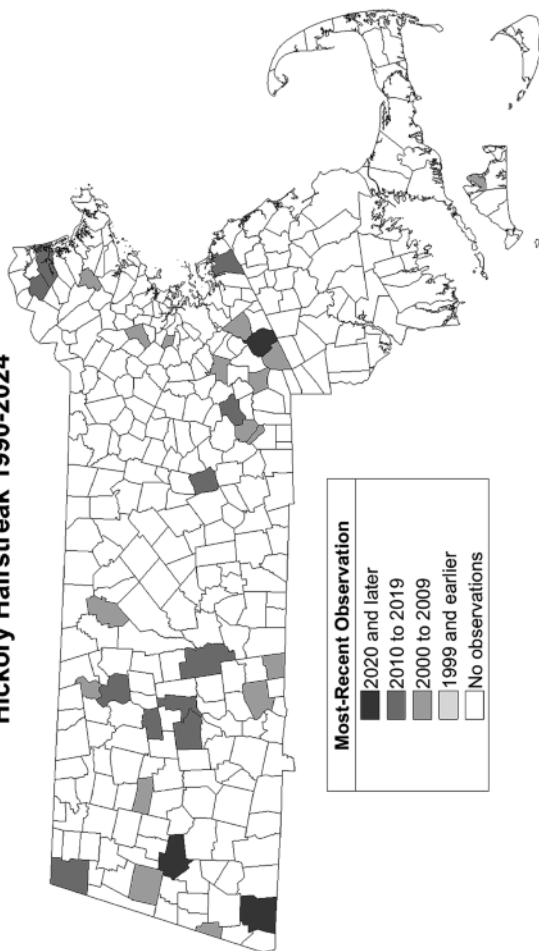 Hickory Hairstreak 1990-2024
Most-Recent Observation
2020 and later
2010 to 2019
2000 to 2009
1999 and earlier
No observations